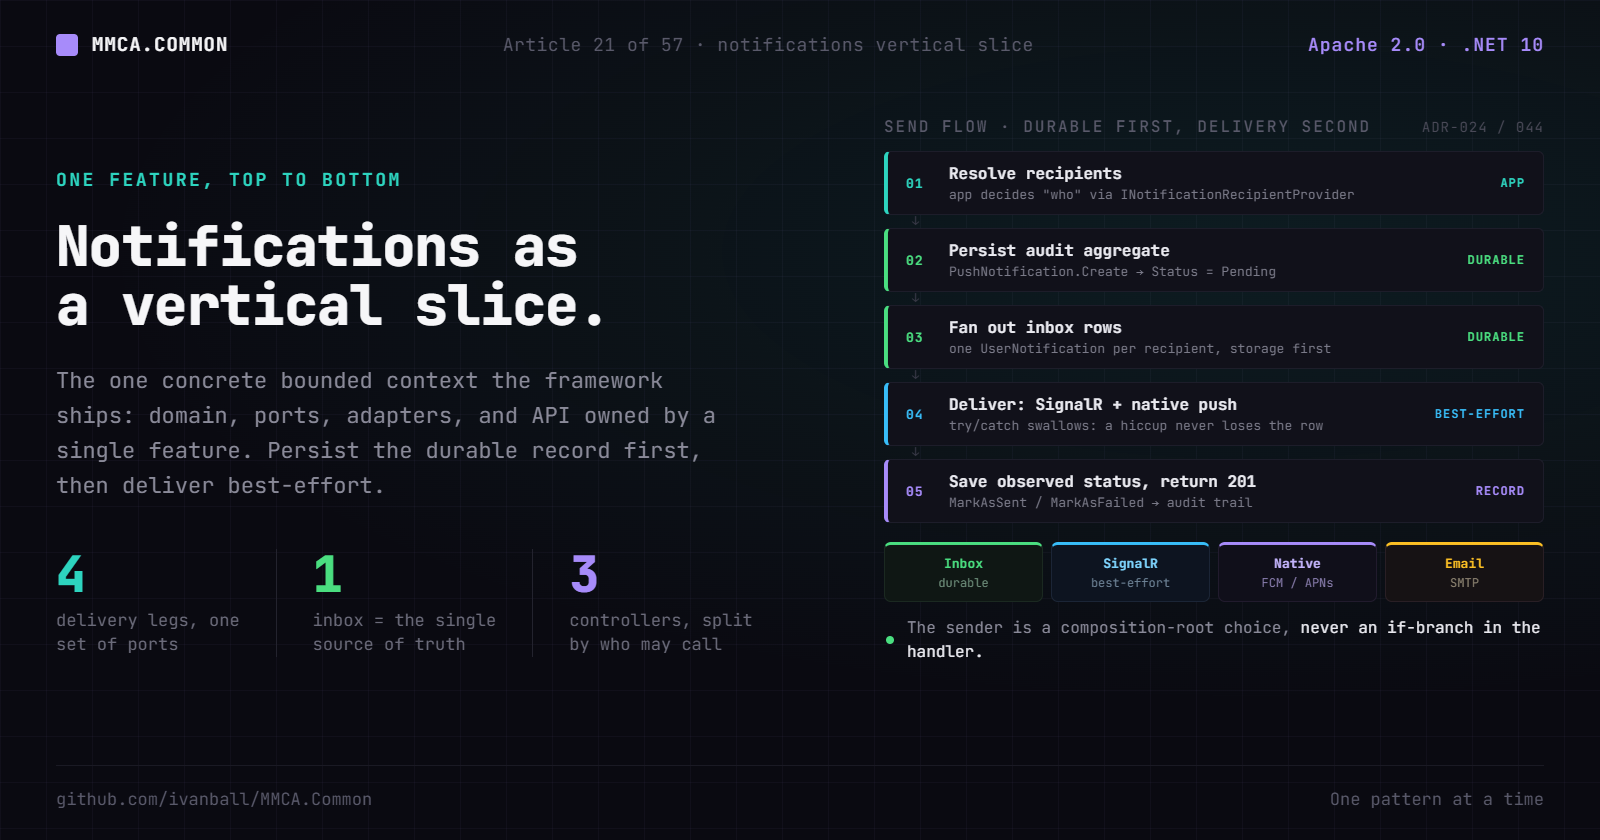 MMCA.COMMON
Article 21 of 57 · notifications vertical slice
Apache 2.0 · .NET 10
ONE FEATURE, TOP TO BOTTOM
Notifications as
a vertical slice.
The one concrete bounded context the framework
ships: domain, ports, adapters, and API owned by a
single feature. Persist the durable record first,
then deliver best-effort.
4
delivery legs, one
set of ports
1
inbox = the single
source of truth
3
controllers, split
by who may call
SEND FLOW · DURABLE FIRST, DELIVERY SECOND
ADR-024 / 044
01
Resolve recipients
app decides "who" via INotificationRecipientProvider
APP
↓
02
Persist audit aggregate
PushNotification.Create → Status = Pending
DURABLE
↓
03
Fan out inbox rows
one UserNotification per recipient, storage first
DURABLE
↓
04
Deliver: SignalR + native push
try/catch swallows: a hiccup never loses the row
BEST-EFFORT
↓
05
Save observed status, return 201
MarkAsSent / MarkAsFailed → audit trail
RECORD
Inbox
durable
SignalR
best-effort
Native
FCM / APNs
Email
SMTP
The sender is a composition-root choice, never an if-branch in the
handler.
github.com/ivanball/MMCA.Common
One pattern at a time